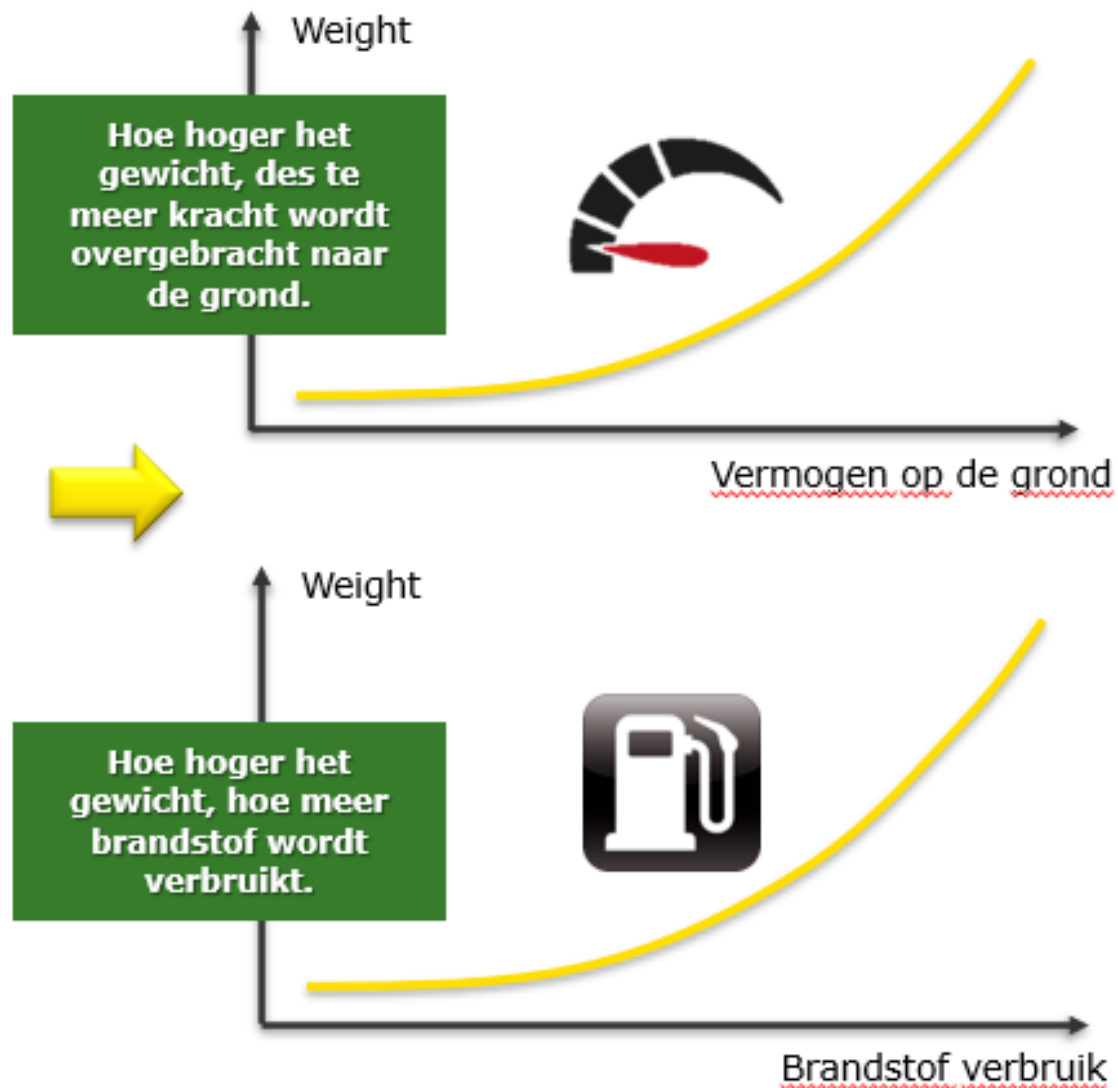 Weight
Hoe hoger het
gewicht, des te
meer kracht wordt
overgebracht naar
de grond.
Vermogen op de grond
Weight
Hoe hoger het
gewicht, hoe meer
brandstof wordt
verbruikt.
Brandstof verbruik